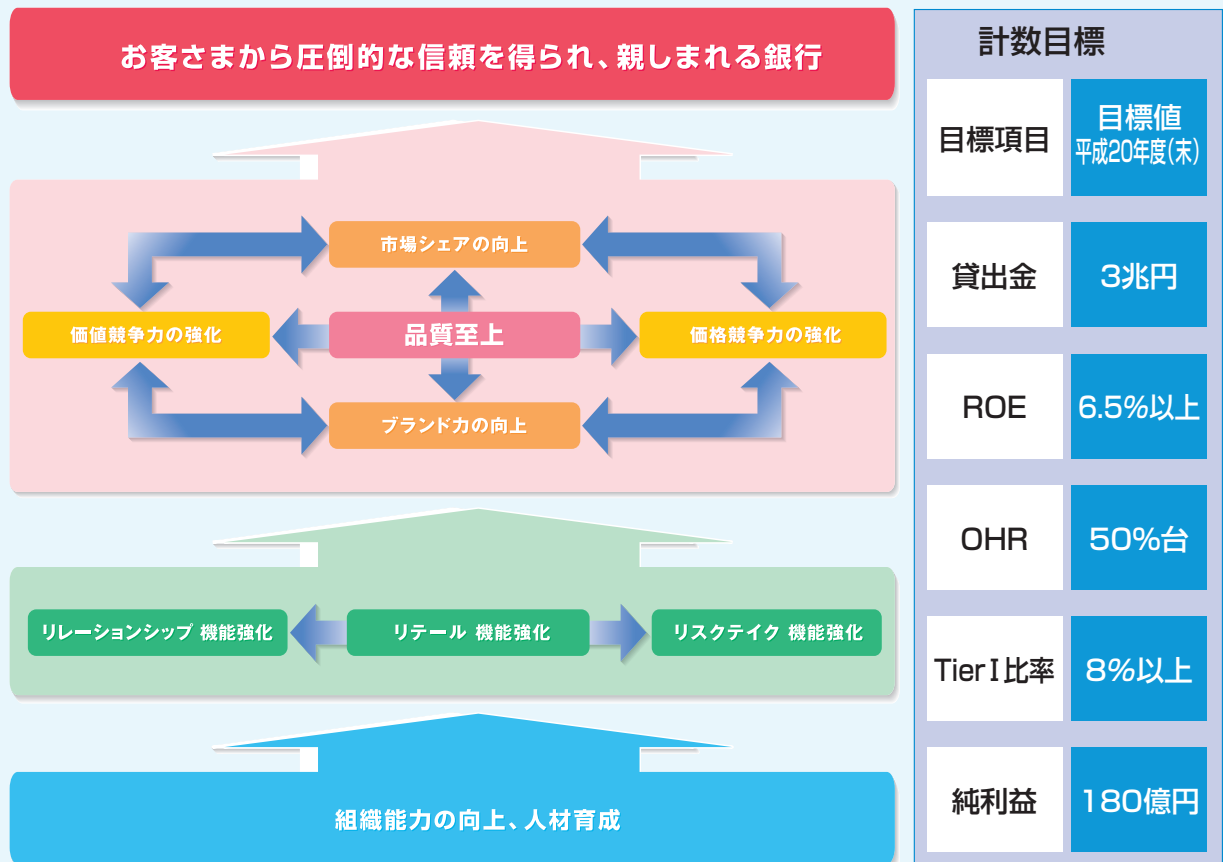 お客さまから圧倒的な信頼を得られ、親しまれる銀行
市場シェアの向上
価値競争力の強化
品質至上
価格競争力の強化
ブランド力の向上
リレーションシップ 機能強化
リテール 機能強化
リスクテイク 機能強化
組織能力の向上、人材育成
計数目標
目標項目
目標値
平成20年度(末)
貸出金
3兆円
ROE
6.5%以上
OHR
50%台
TierⅠ比率
8%以上
純利益
180億円